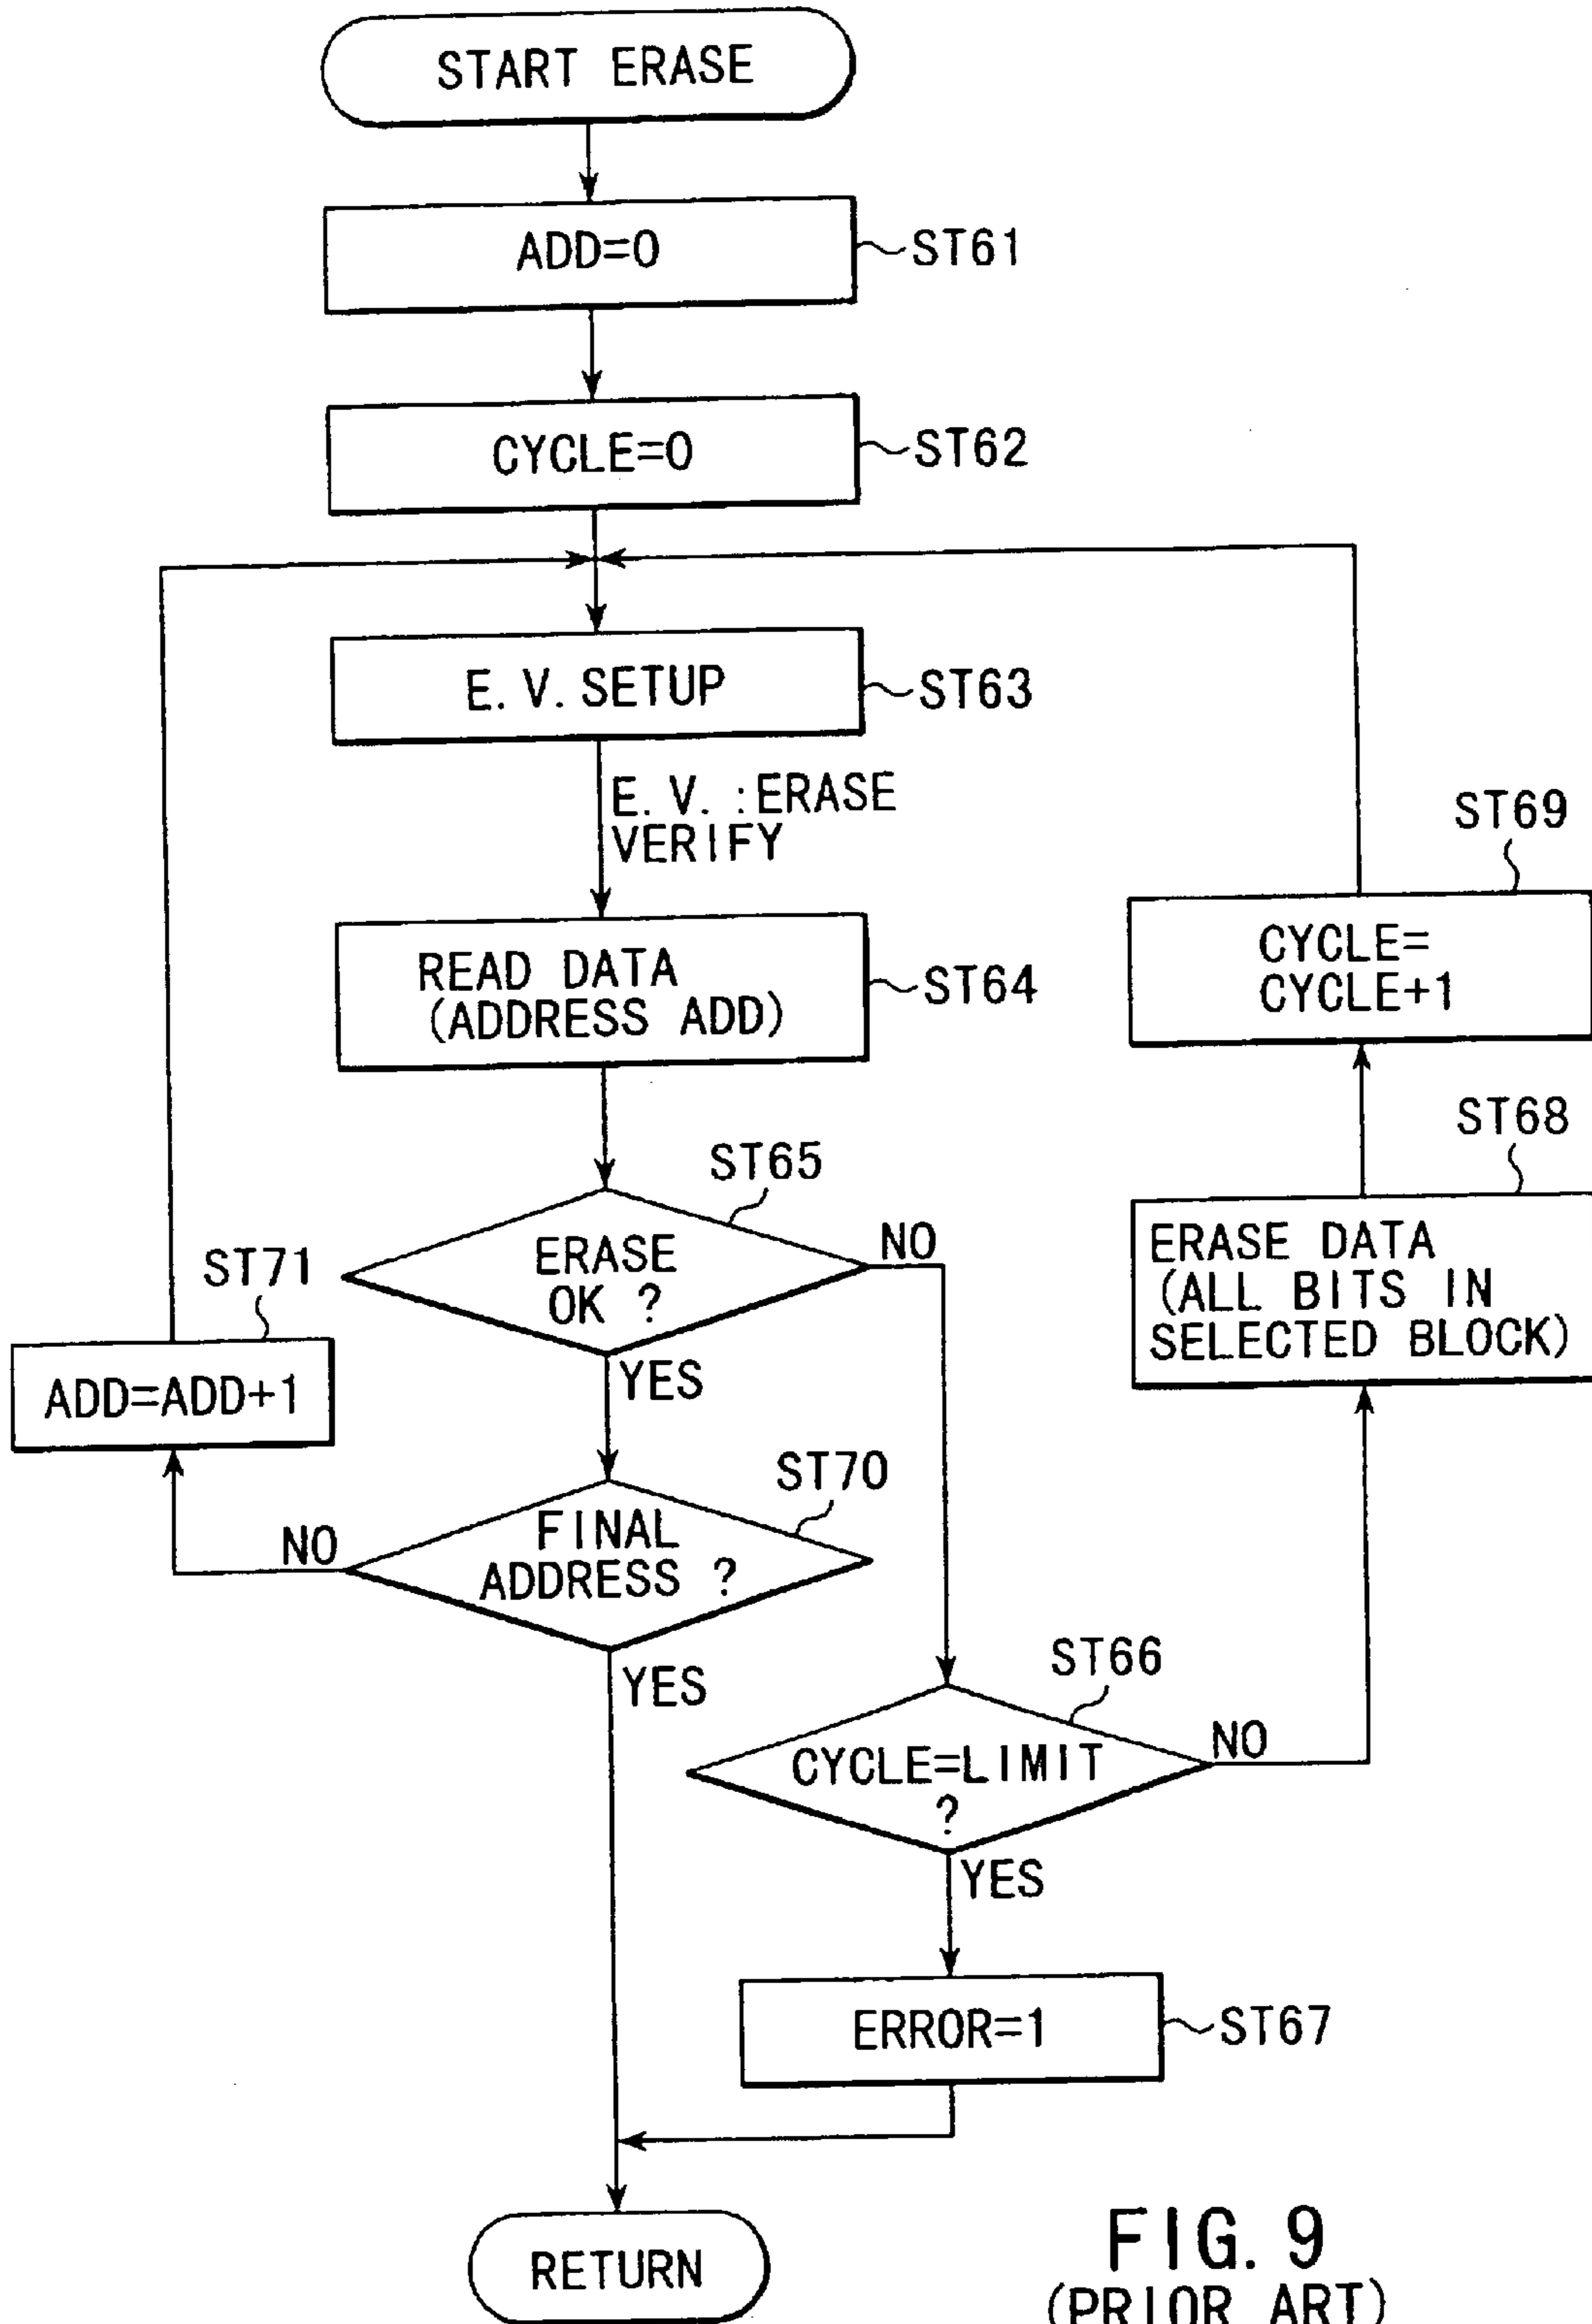 START ERASE
ADD=0
ST61
CYCLE=0
ST62
E. V. SETUP
ST63
E. V. :ERASE
VERIFY
READ DATA
(ADDRESS ADD)
ST64
ST65
ERASE
OK ?
NO
YES
ST71
ADD=ADD+1
ST70
FINAL
ADDRESS ?
NO
YES
ST69
CYCLE=
CYCLE+1
ST68
ERASE DATA
(ALL BITS IN
SELECTED BLOCK)
ST66
CYCLE=LIMIT
?
NO
YES
ERROR=1
ST67
RETURN
FIG. 9
(PRIOR ART)